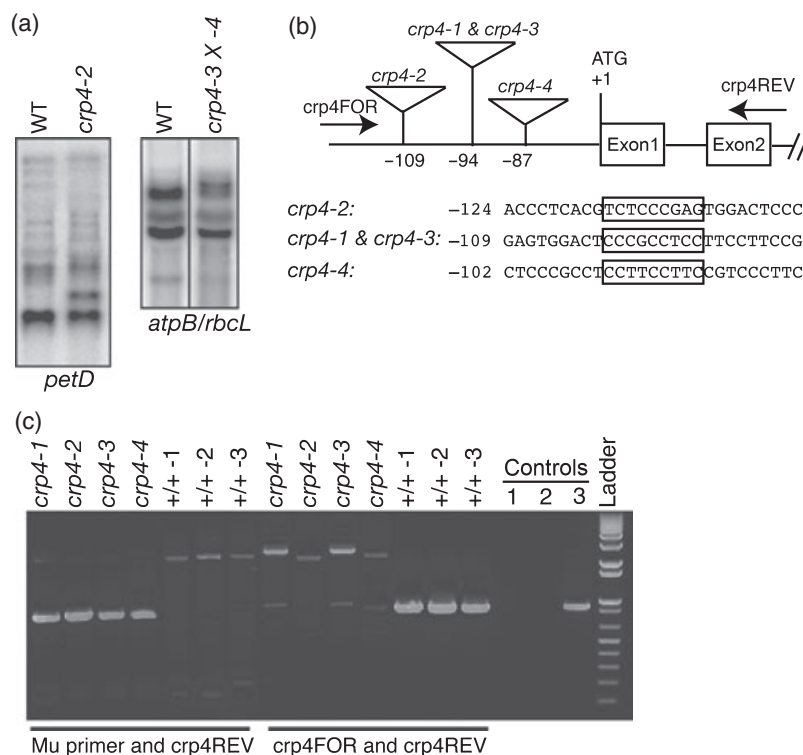 (a)
WT
crp4-2
WT
crp4-3 X -4
petD
atpB/rbcL
(b)
crp4-1 & crp4-3
crp4-2
crp4-4
ATG
+1
crp4FOR
crp4REV
Exon1
Exon2
−109
−94
−87
crp4-2: −124 ACCCTCACGTCTCCCGAGTGGACTCCC
crp4-1 & crp4-3: −109 GAGTGGACTCCCGCCTCCTTCCTTCCG
crp4-4: −102 CTCCCGCCTCCTTCCTTCCGTCCCTTC
(c)
crp4-1
crp4-2
crp4-3
crp4-4
+/+ -1
+/+ -2
+/+ -3
crp4-1
crp4-2
crp4-3
crp4-4
+/+ -1
+/+ -2
+/+ -3
Controls
1 2 3
Ladder
Mu primer and crp4REV
crp4FOR and crp4REV